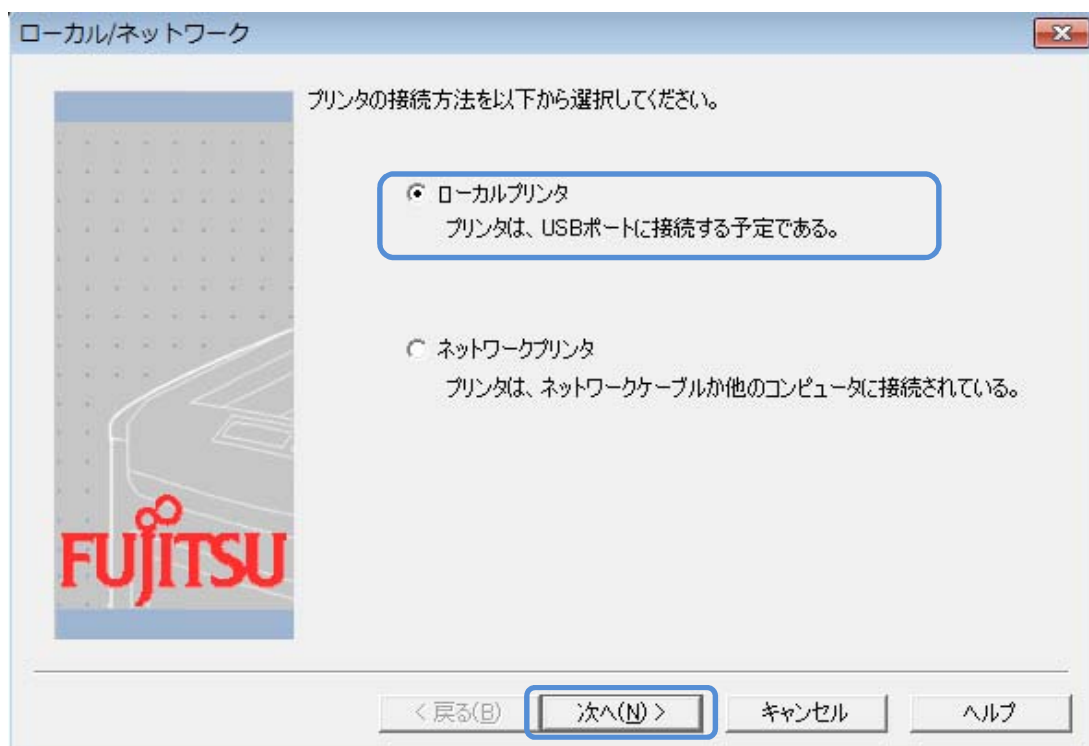 ローカル/ネットワーク
プリンタの接続方法を以下から選択してください。
ローカルプリンタ
プリンタは、USBポートに接続する予定である。
ネットワークプリンタ
プリンタは、ネットワークケーブルか他のコンピュータに接続されている。
FUJITSU
< 戻る(B) 次へ(N) > キャンセル ヘルプ